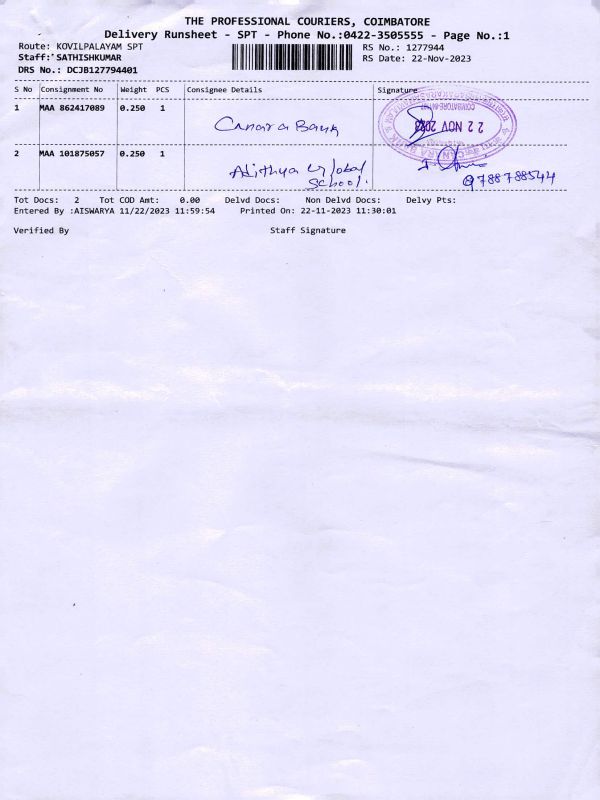 THE PROFESSIONAL COURIERS, COIMBATORE
Delivery Runsheet - SPT - Phone No.:0422-3505555 - Page No.:1
Route: KOVILPALAYAM SPT
RS No.: 1277944
Staff: SATHISHKUMAR
RS Date: 22-Nov-2023
DRS No.: DCJB127794401
S No Consignment No Weight PCS Consignee Details Signature
1 MAA 862417089 0.250 1 Canara Bank
22 NOV 2023
2 MAA 101875057 0.250 1 Adithya Global
School.
9788788544
Tot Docs: 2 Tot COD Amt: 0.00 Delvd Docs: Non Delvd Docs: Delvy Pts:
Entered By :AISWARYA 11/22/2023 11:59:54 Printed On: 22-11-2023 11:30:01
Verified By Staff Signature